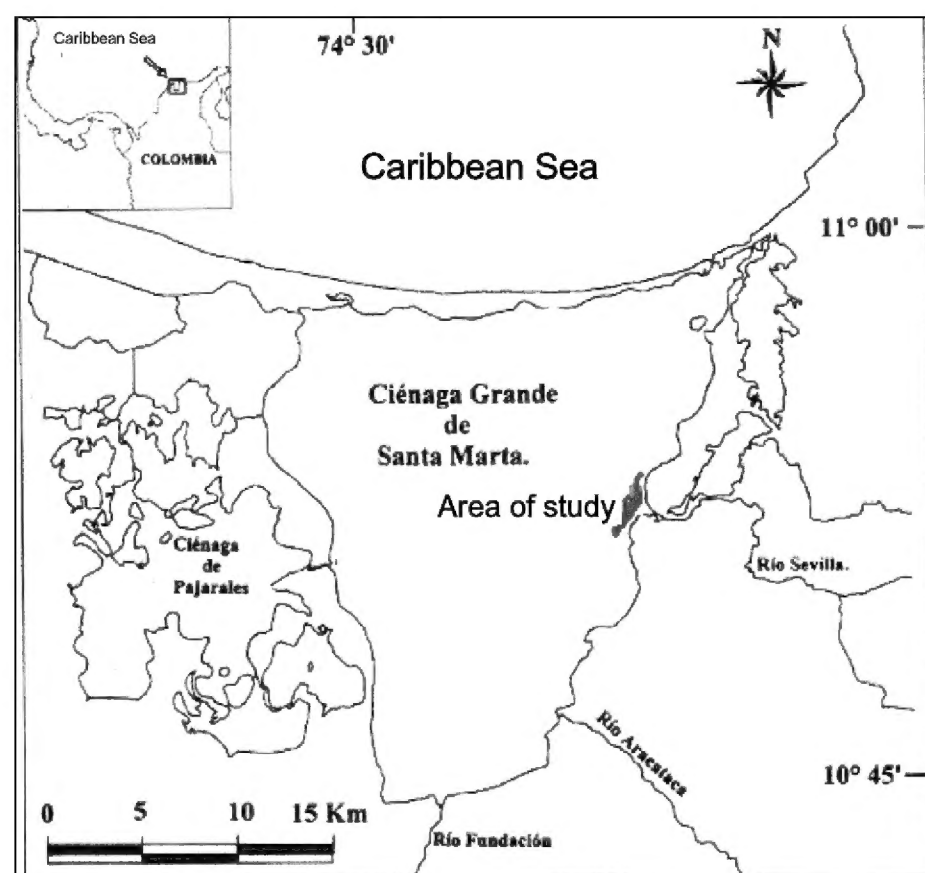 Caribbean Sea
COLOMBIA
74° 30'
N
Caribbean Sea
11° 00'
Ciénaga Grande
de
Santa Marta.
Area of study
Ciénaga
de
Pajarales
Río Sevilla.
Río Aracataca
10° 45'
0 5 10 15 Km
Río Fundación